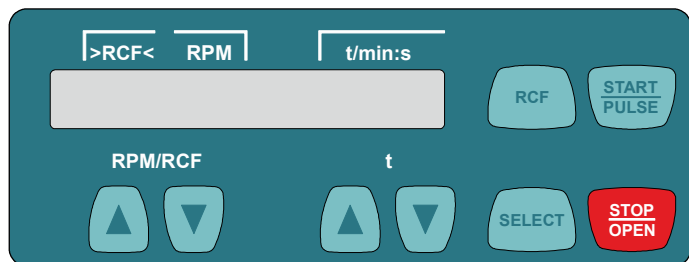 >RCF< RPM t/min:s
RCF
START
PULSE
RPM/RCF t
SELECT
STOP
OPEN